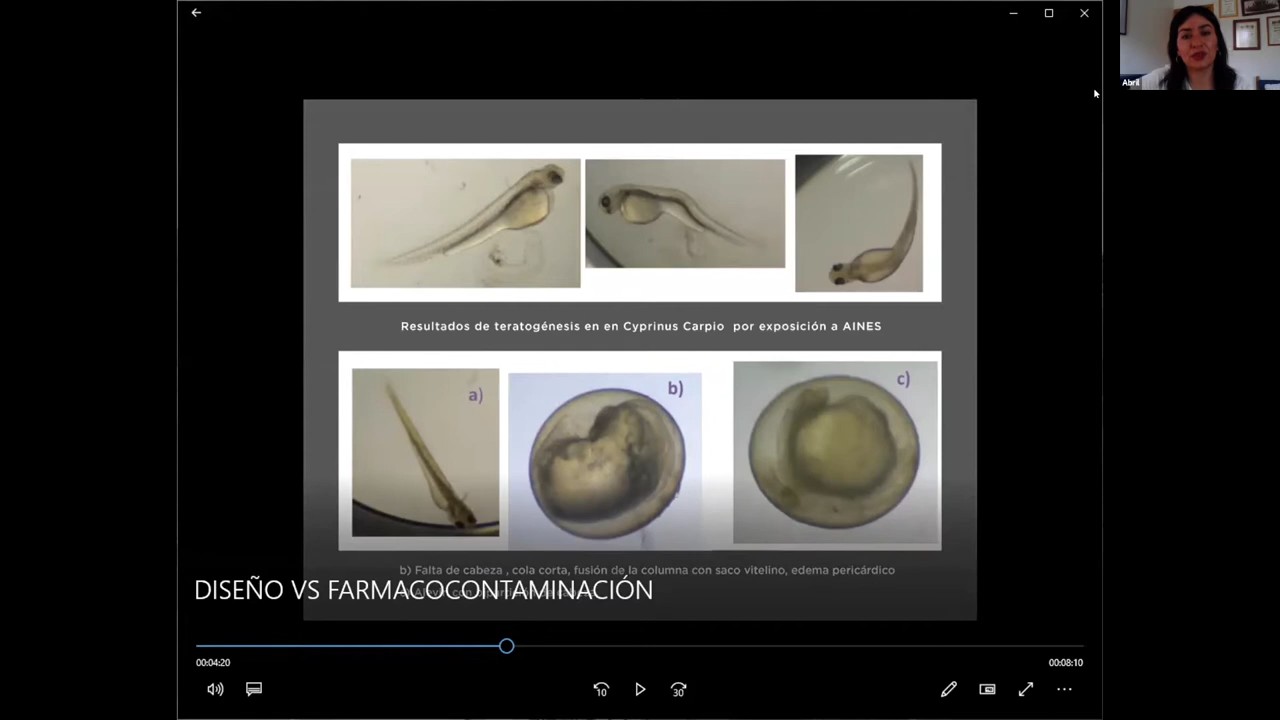 Abril
Resultados de teratogénesis en en Cyprinus Carpio por exposición a AINES
a)
b)
c)
b) Falta de cabeza , cola corta, fusión de la columna con saco vitelino, edema pericárdico
DISEÑO VS FARMACOCONTAMINACIÓN
00:04:20
00:08:10
10
30